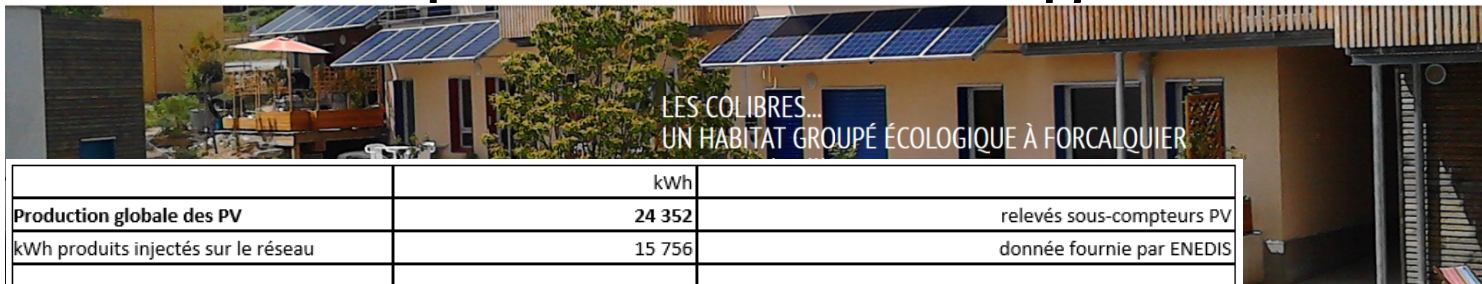 LES COLIBRES...
UN HABITAT GROUPÉ ÉCOLOGIQUE À FORCALQUIER
kWh
Production globale des PV 24 352 relevés sous-compteurs PV
kWh produits injectés sur le réseau 15 756 donnée fournie par ENEDIS